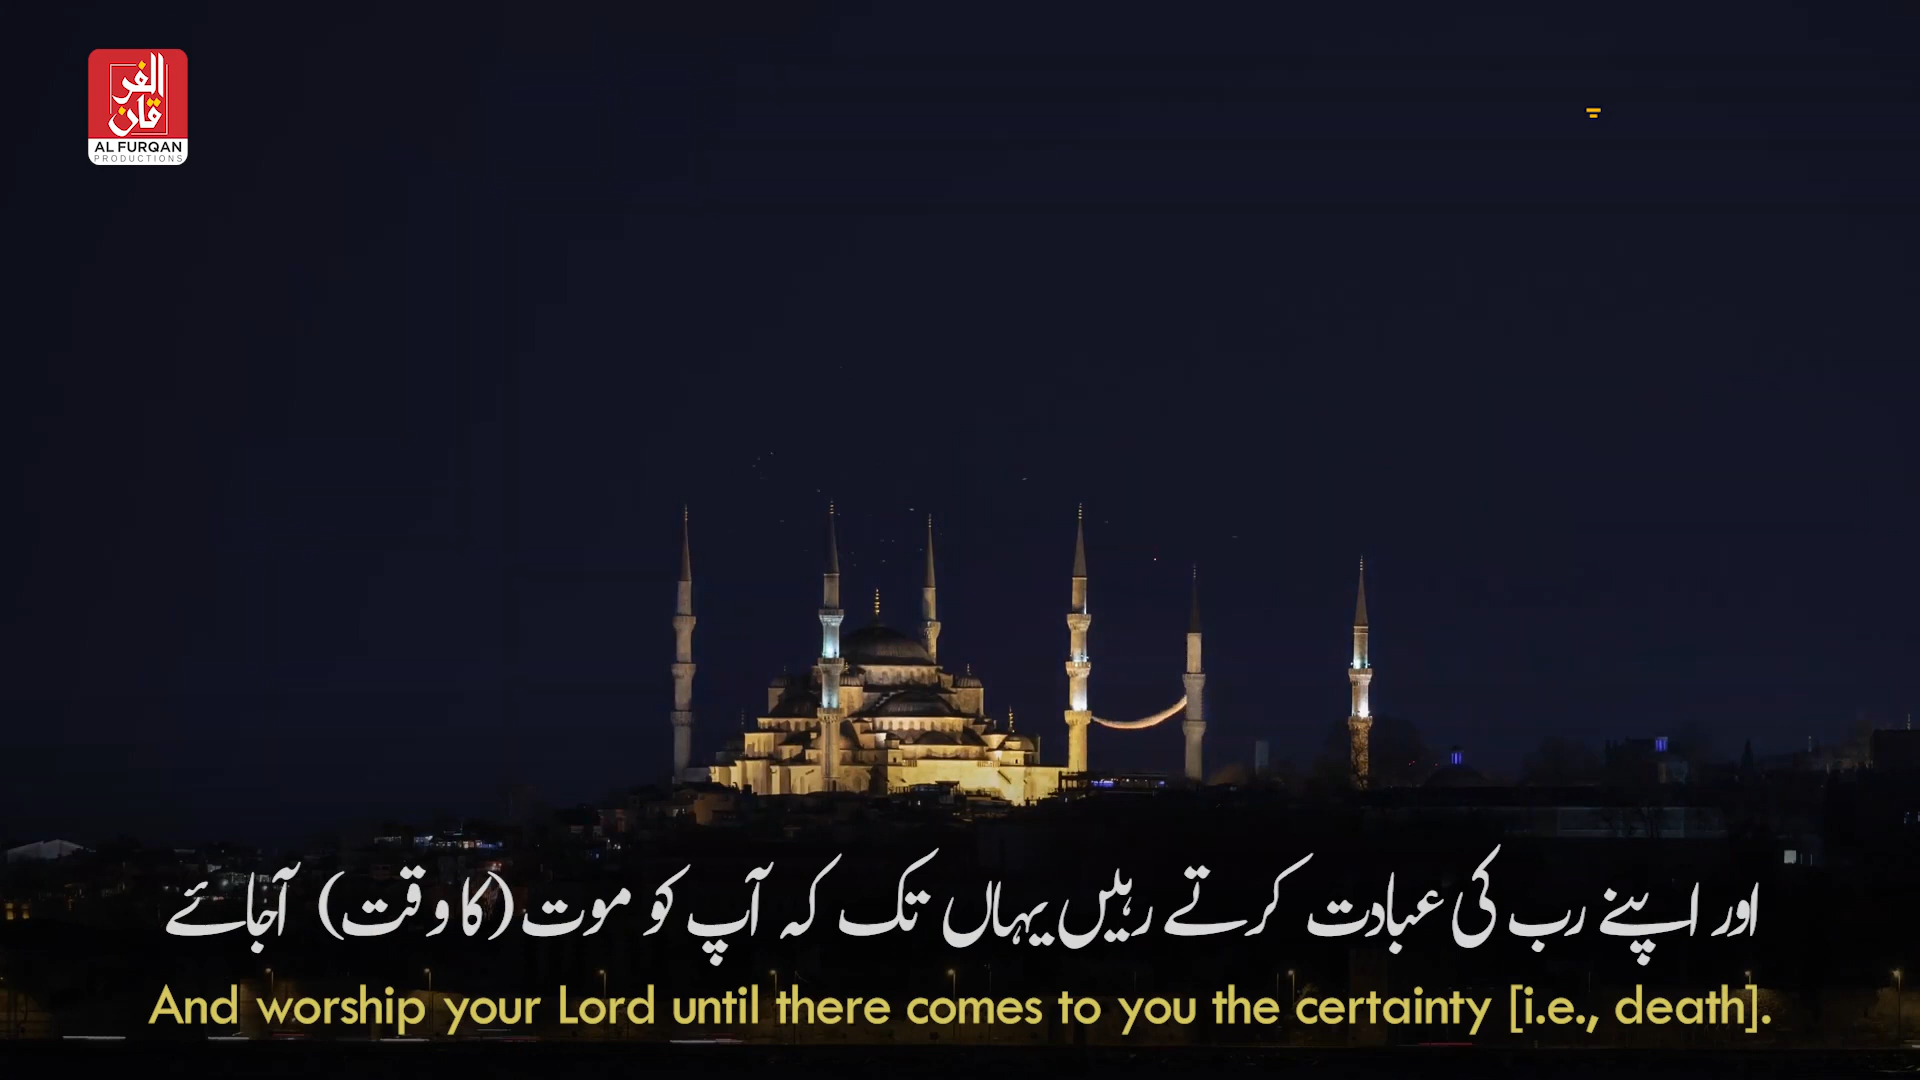 الفرقان
AL FURQAN
PRODUCTIONS
اور اپنے رب کی عبادت کرتے رہیں یہاں تک کہ آپ کو موت (کا وقت) آجائے
And worship your Lord until there comes to you the certainty [i.e., death].